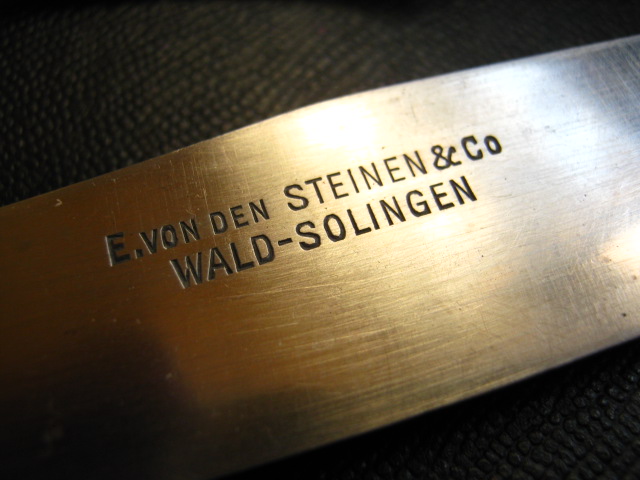 E. VON DEN STEINEN & Co
WALD-SOLINGEN